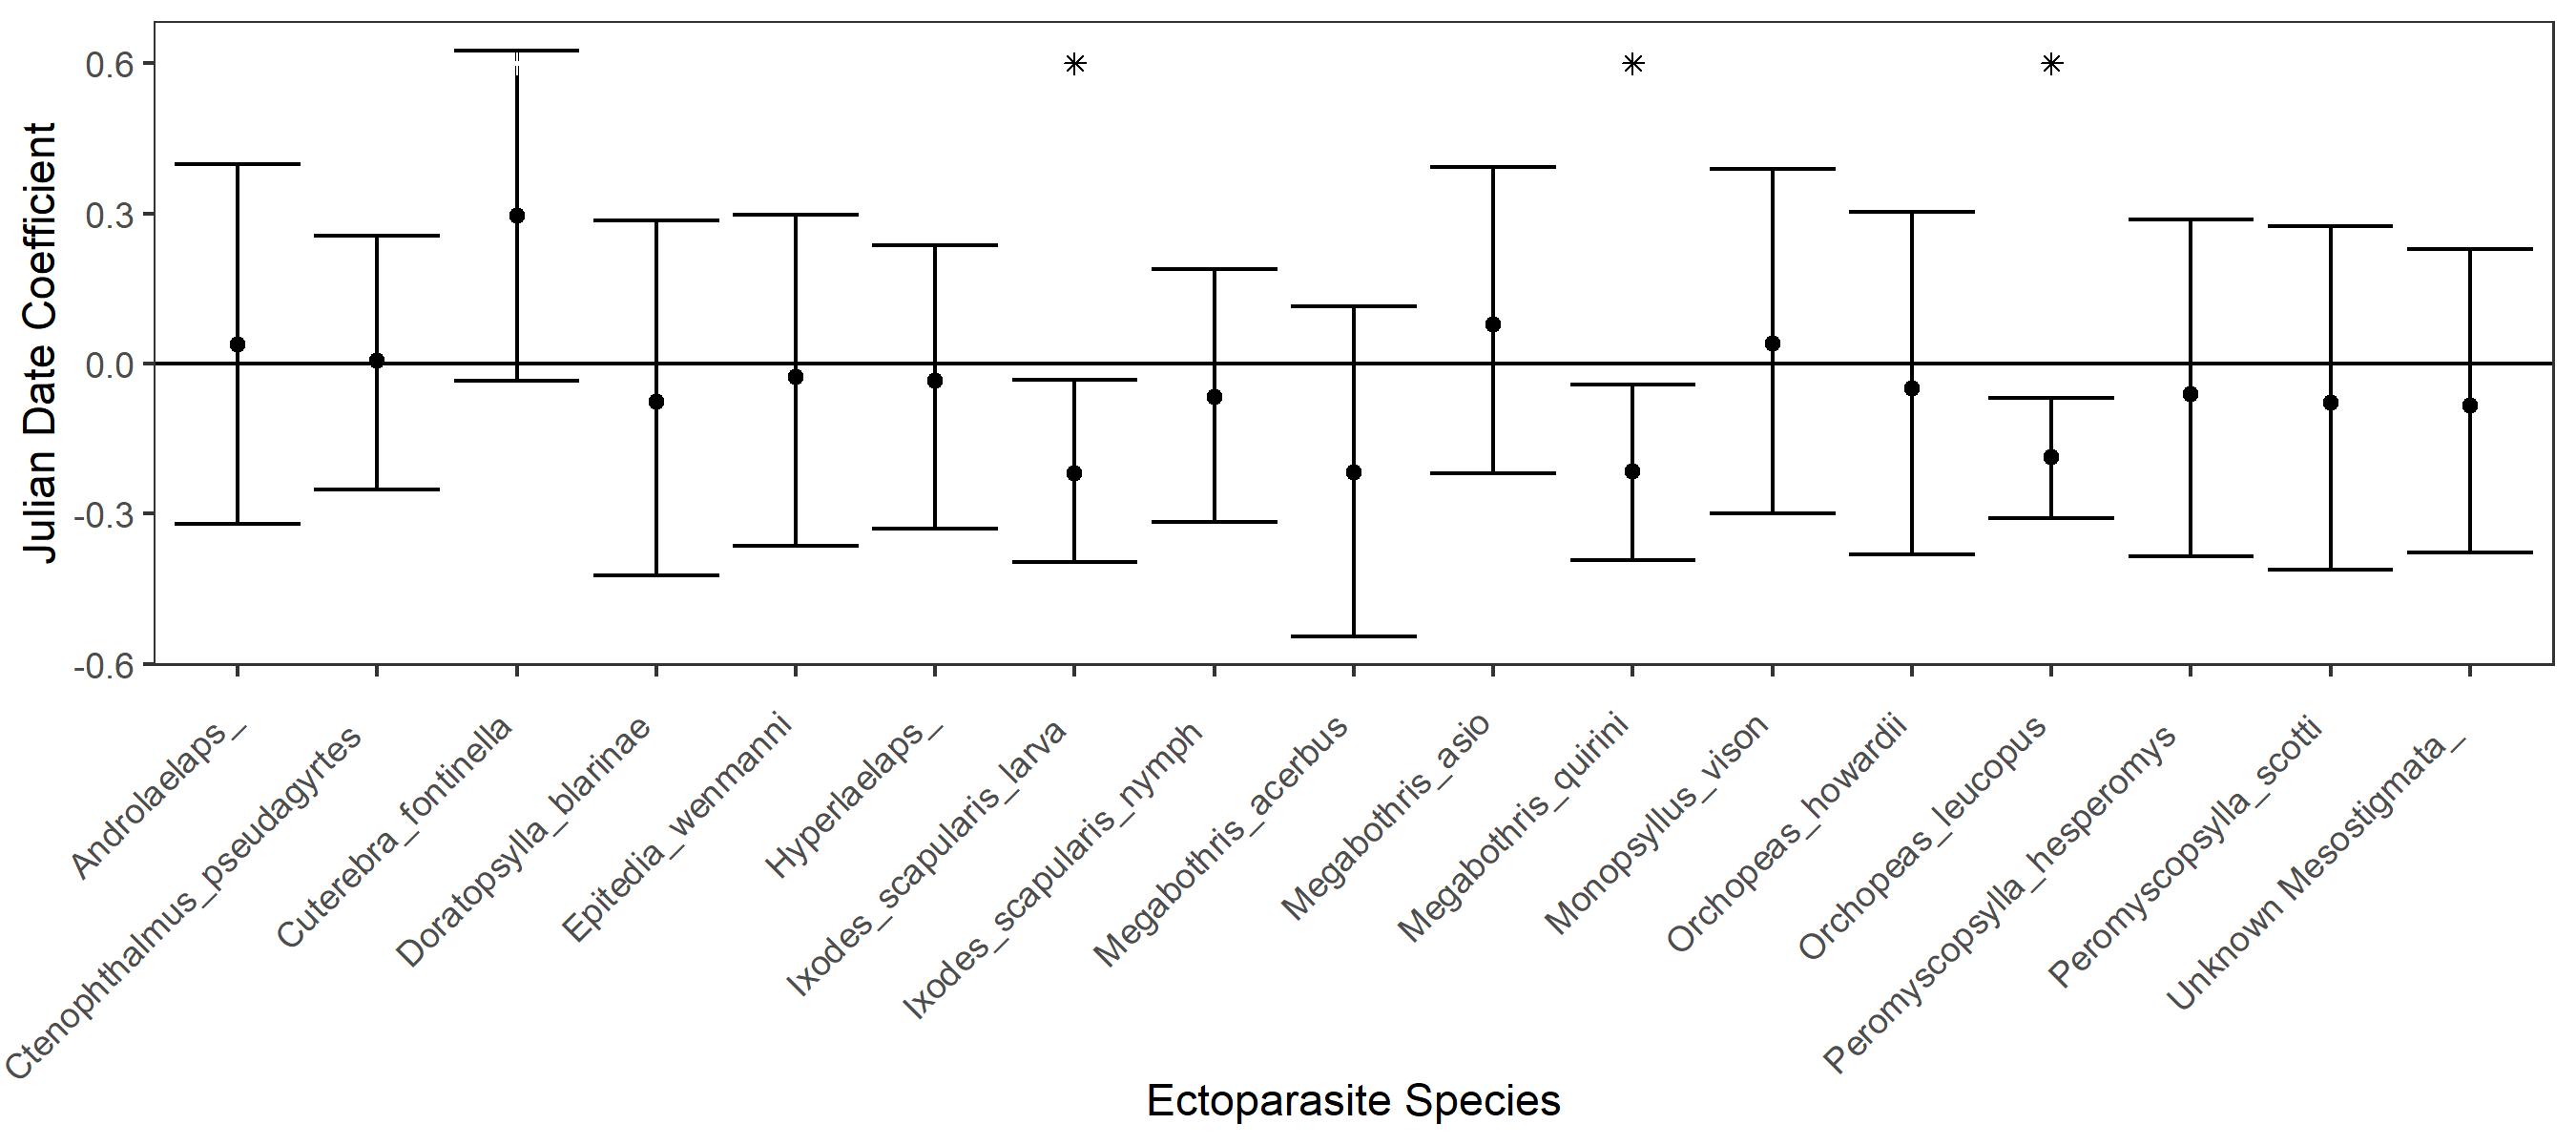 Julian Date Coefficient
0.6
0.3
0.0
-0.3
-0.6
Androlaelaps_
Ctenophthalmus_pseudagyrtes
Cuterebra_fontinella
Doratopsylla_blarinae
Epitedia_wenmanni
Hyperlaelaps_
Ixodes_scapularis_larva
Ixodes_scapularis_nymph
Megabothris_acerbus
Megabothris_asio
Megabothris_quirini
Monopsyllus_vison
Orchopeas_howardii
Orchopeas_leucopus
Peromyscopsylla_hesperomys
Peromyscopsylla_scotti
Unknown Mesostigmata_
Ectoparasite Species